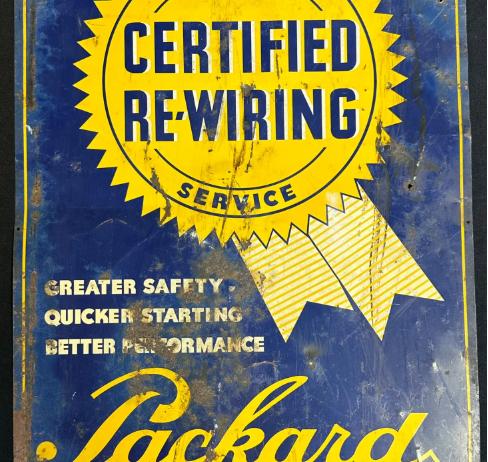 CERTIFIED
RE-WIRING
SERVICE
GREATER SAFETY
QUICKER STARTING
BETTER PERFORMANCE
Packard